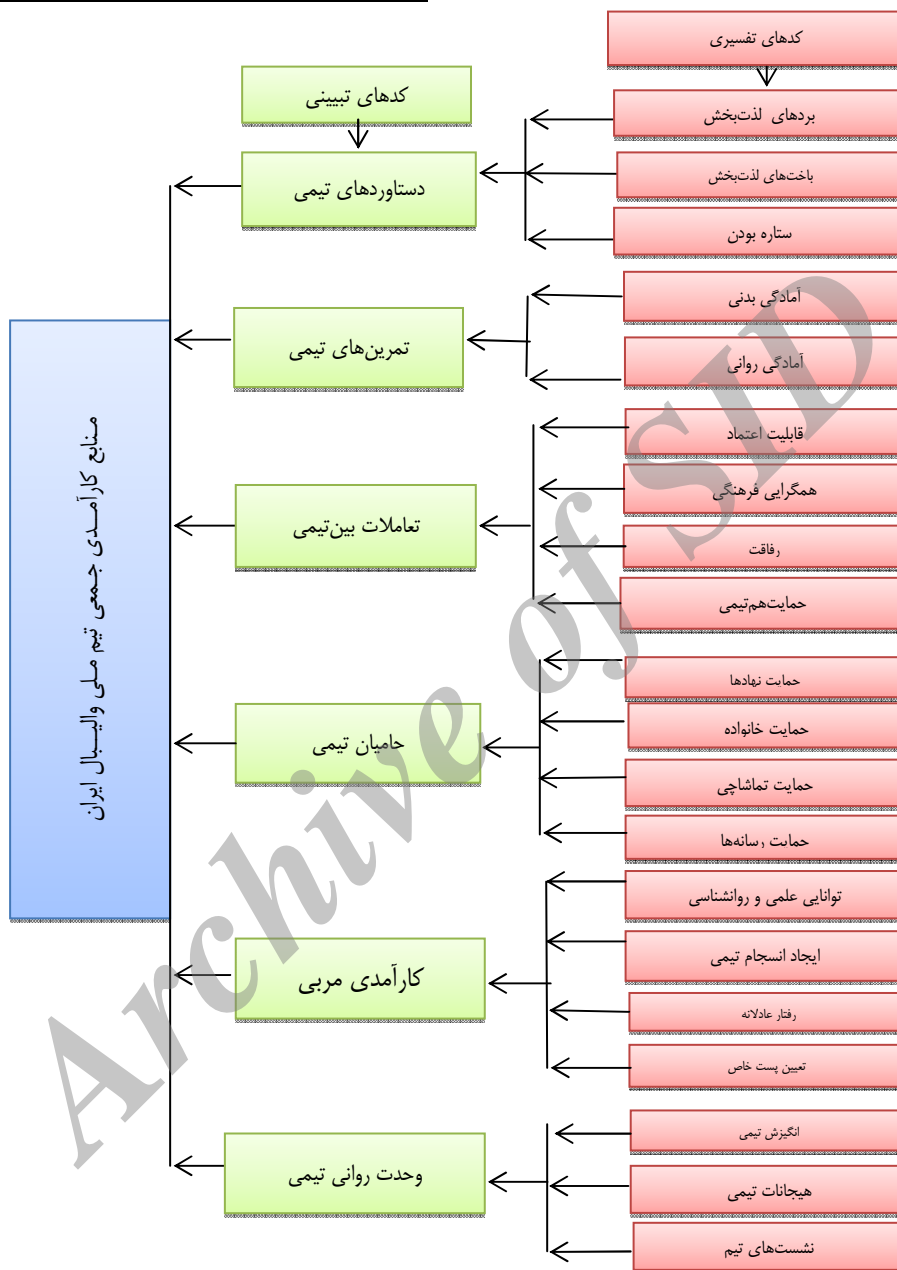 کدهای تفسیری
کدهای تبیینی
بردهای لذت‌بخش
باخت‌های لذت‌بخش
ستاره بودن
دستاوردهای تیمی
آمادگی بدنی
آمادگی روانی
تمرین‌های تیمی
قابلیت اعتماد
همگرایی فرهنگی
رفاقت
حمایت‌هم‌تیمی
تعاملات بین‌تیمی
حمایت نهادها
حمایت خانواده
حمایت تماشاچی
حمایت رسانه‌ها
حامیان تیمی
توانایی علمی و روانشناسی
ایجاد انسجام تیمی
رفتار عادلانه
تعیین پست خاص
کارآمدی مربی
انگیزش تیمی
هیجانات تیمی
نشست‌های تیم
وحدت روانی تیمی
منابع کارآمدی جمعی تیم ملی والیبال ایران
Archive of SID